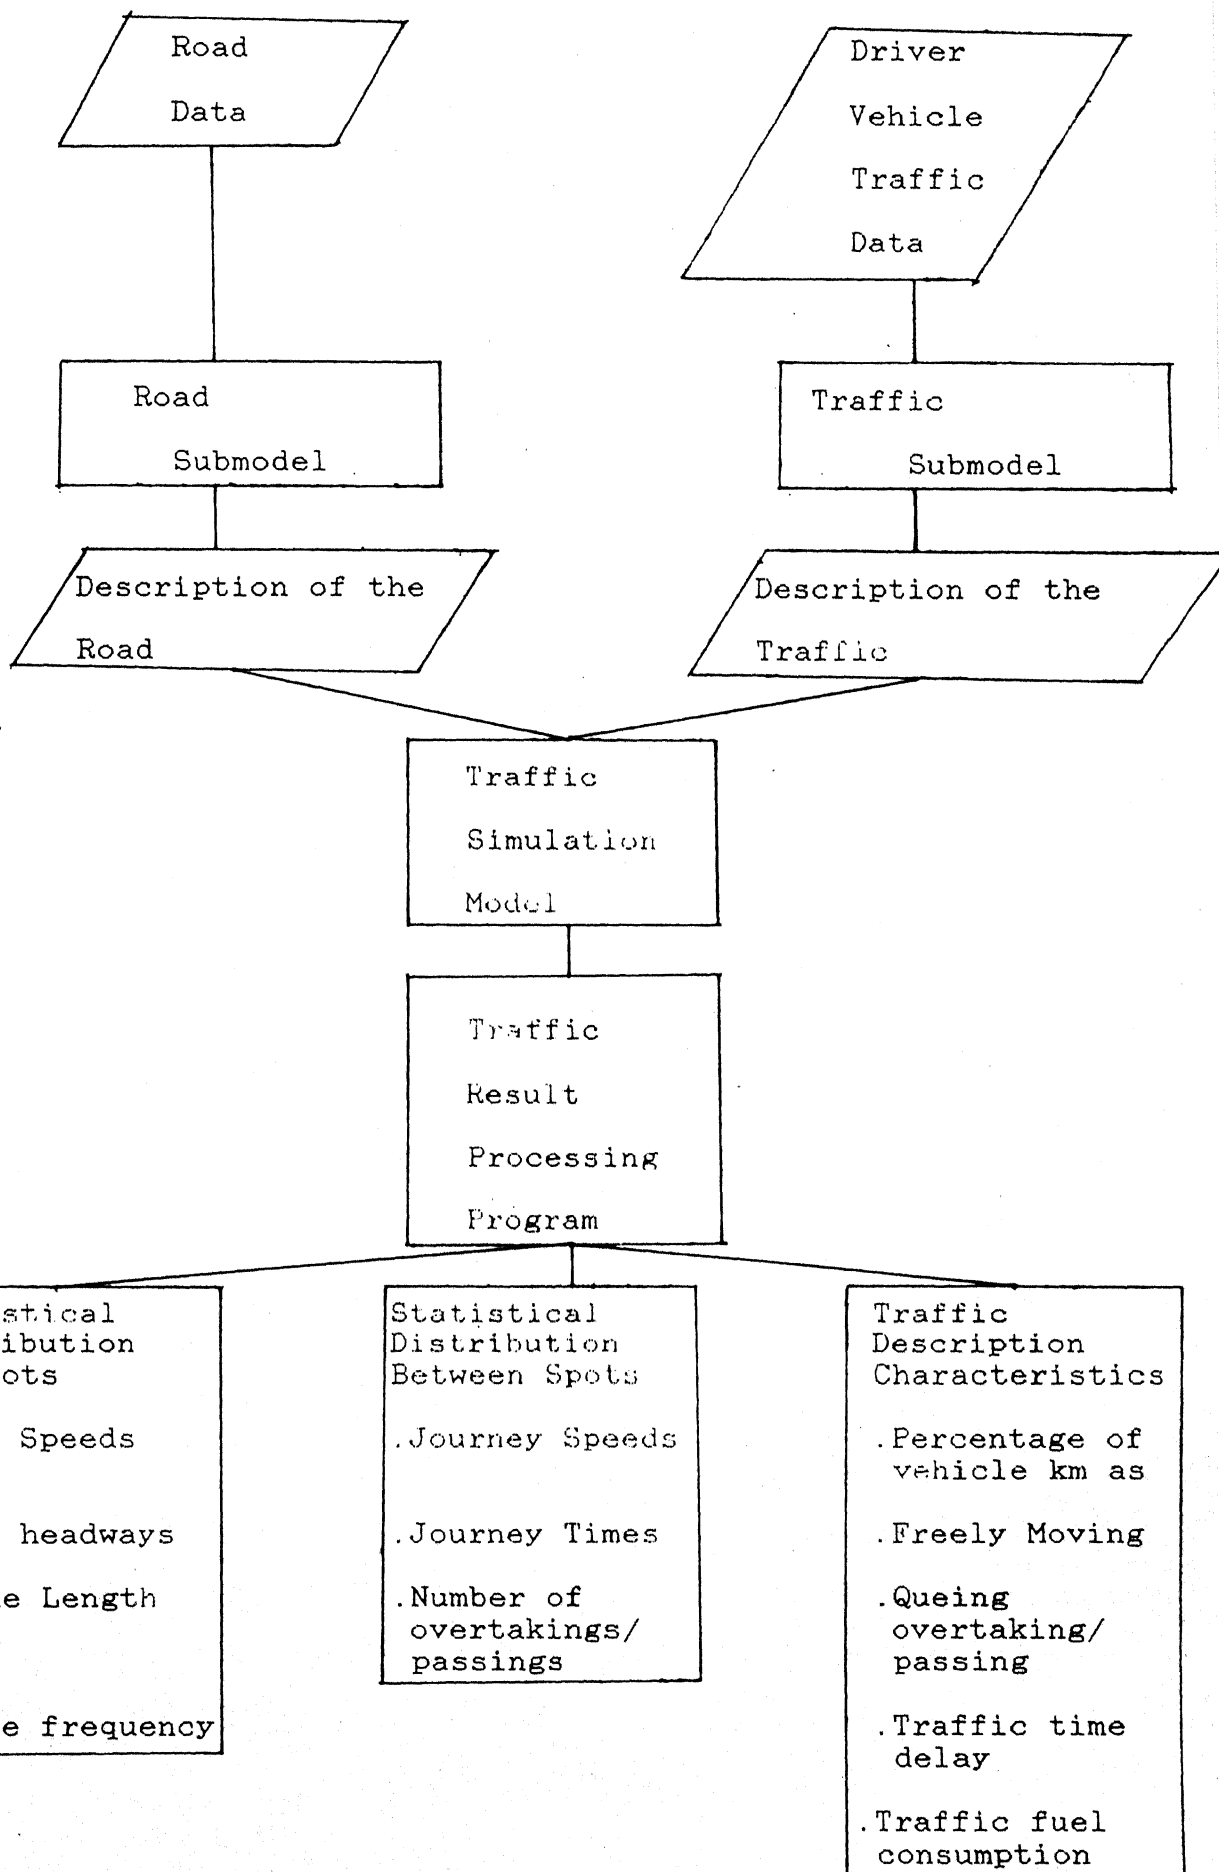 Road
Data
Driver
Vehicle
Traffic
Data
Road
Submodel
Traffic
Submodel
Description of the
Road
Description of the
Traffic
Traffic
Simulation
Model
Traffic
Result
Processing
Program
stical
ibution
ots
Speeds
headways
e Length
e frequency
Statistical
Distribution
Between Spots
.Journey Speeds
.Journey Times
.Number of
overtakings/
passings
Traffic
Description
Characteristics
.Percentage of
vehicle km as
.Freely Moving
.Queing
overtaking/
passing
.Traffic time
delay
.Traffic fuel
consumption